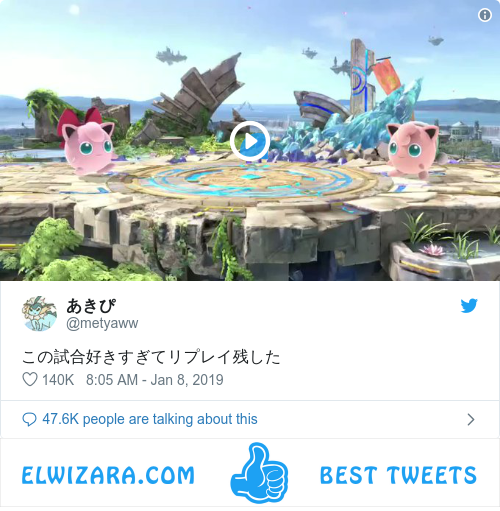 あきぴ
@metyaww
この試合好きすぎてリプレイ残した
140K 8:05 AM - Jan 8, 2019
47.6K people are talking about this
ELWIZARA.COM BEST TWEETS